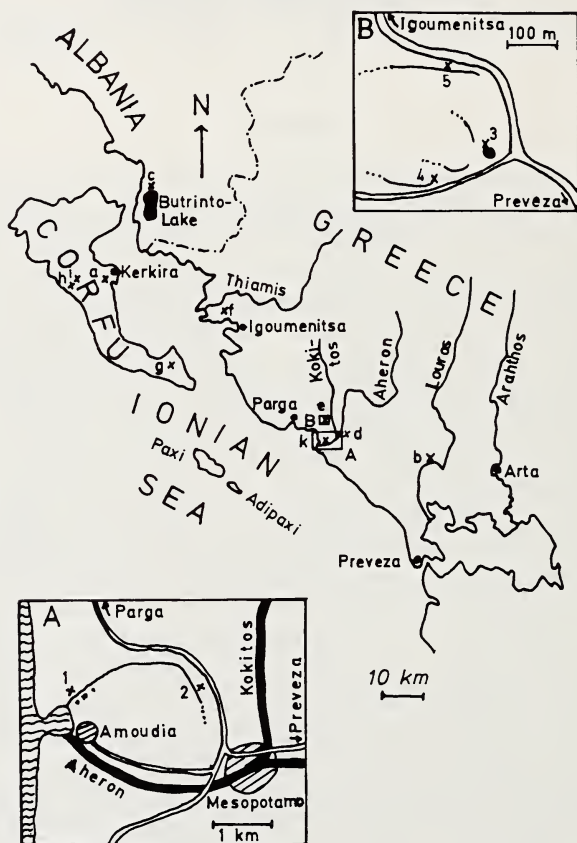 B
Igoumenitsa
100 m
5
3
4
Preveza
ALBANIA
N
c
Butrinto-
Lake
GREECE
CORFU
h
i
a
Kerkira
Thiamis
f
Igoumenitsa
g
Koki-
tos
Aheron
Louros
Arahthos
Parga
e
B
d
k
A
b
Arta
IONIAN
SEA
Paxi
Adipaxi
Preveza
10 km
A
Parga
Kokitos
Preveza
1
2
Amoudia
Aheron
Mesopotamo
1 km